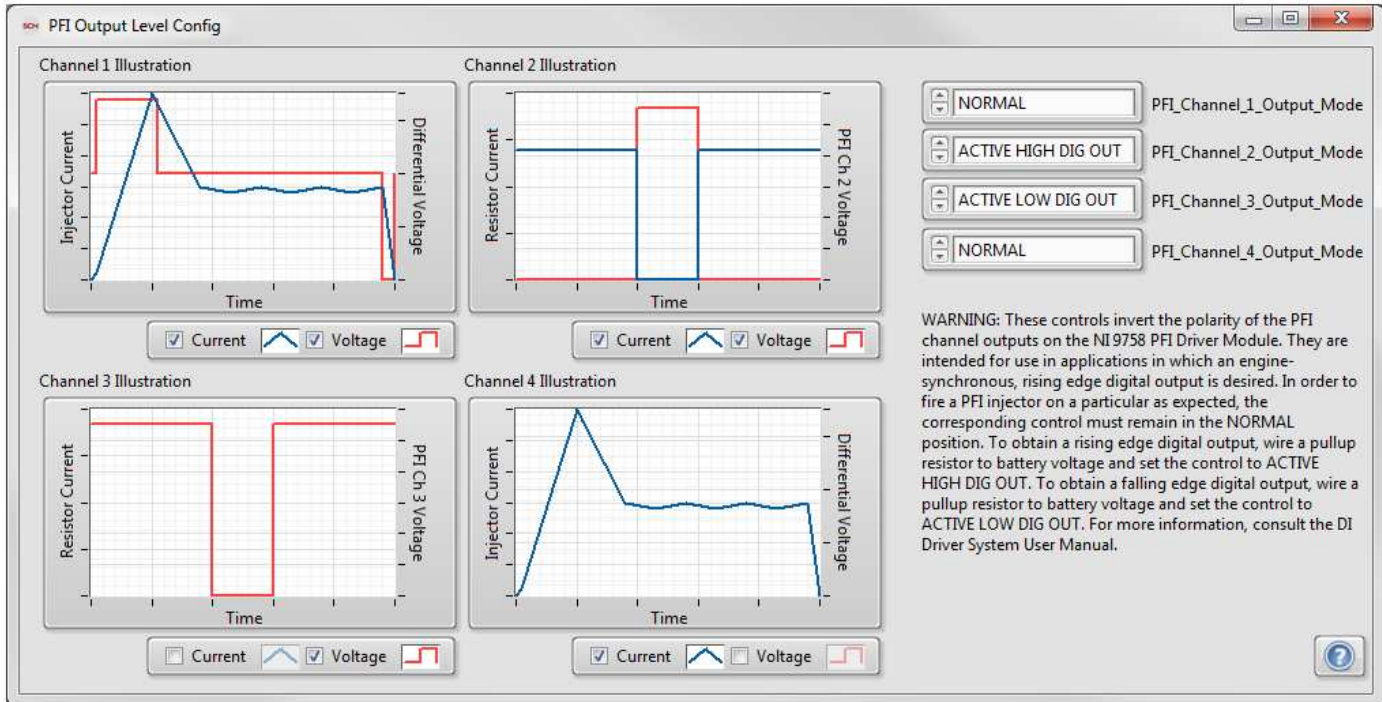 PFI Output Level Config
Channel 1 Illustration
Injector Current
Differential Voltage
Time
Current
Voltage
Channel 2 Illustration
Resistor Current
PFI Ch 2 Voltage
Time
Current
Voltage
Channel 3 Illustration
Resistor Current
PFI Ch 3 Voltage
Time
Current
Voltage
Channel 4 Illustration
Injector Current
Differential Voltage
Time
Current
Voltage
NORMAL PFI_Channel_1_Output_Mode
ACTIVE HIGH DIG OUT PFI_Channel_2_Output_Mode
ACTIVE LOW DIG OUT PFI_Channel_3_Output_Mode
NORMAL PFI_Channel_4_Output_Mode
WARNING: These controls invert the polarity of the PFI
channel outputs on the NI 9758 PFI Driver Module. They are
intended for use in applications in which an engine-
synchronous, rising edge digital output is desired. In order to
fire a PFI injector on a particular as expected, the
corresponding control must remain in the NORMAL
position. To obtain a rising edge digital output, wire a pullup
resistor to battery voltage and set the control to ACTIVE
HIGH DIG OUT. To obtain a falling edge digital output, wire a
pullup resistor to battery voltage and set the control to
ACTIVE LOW DIG OUT. For more information, consult the DI
Driver System User Manual.